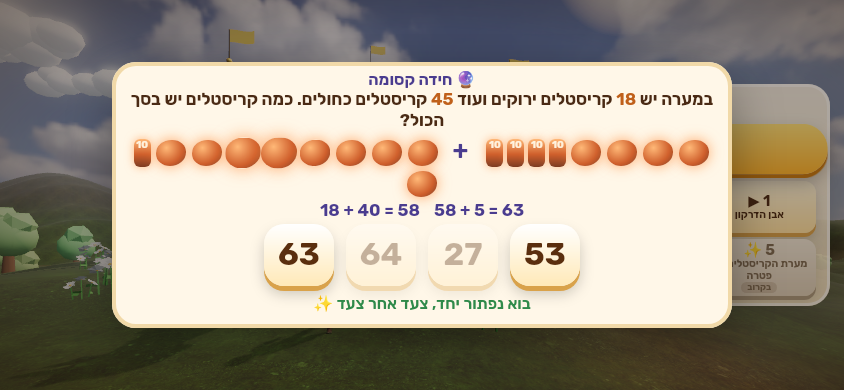 🔮 חידה קסומה
במערה יש 18 קריסטלים ירוקים ועוד 45 קריסטלים כחולים. כמה קריסטלים יש בסך
הכול?
10 + 10 10 10 10
18 + 40 = 58 58 + 5 = 63
63 64 27 53
בוא נפתור יחד, צעד אחר צעד ✨
1 ▶
אבן הדרקון
5 ✨
מערת הקריסטלי
פטרה
בקרוב